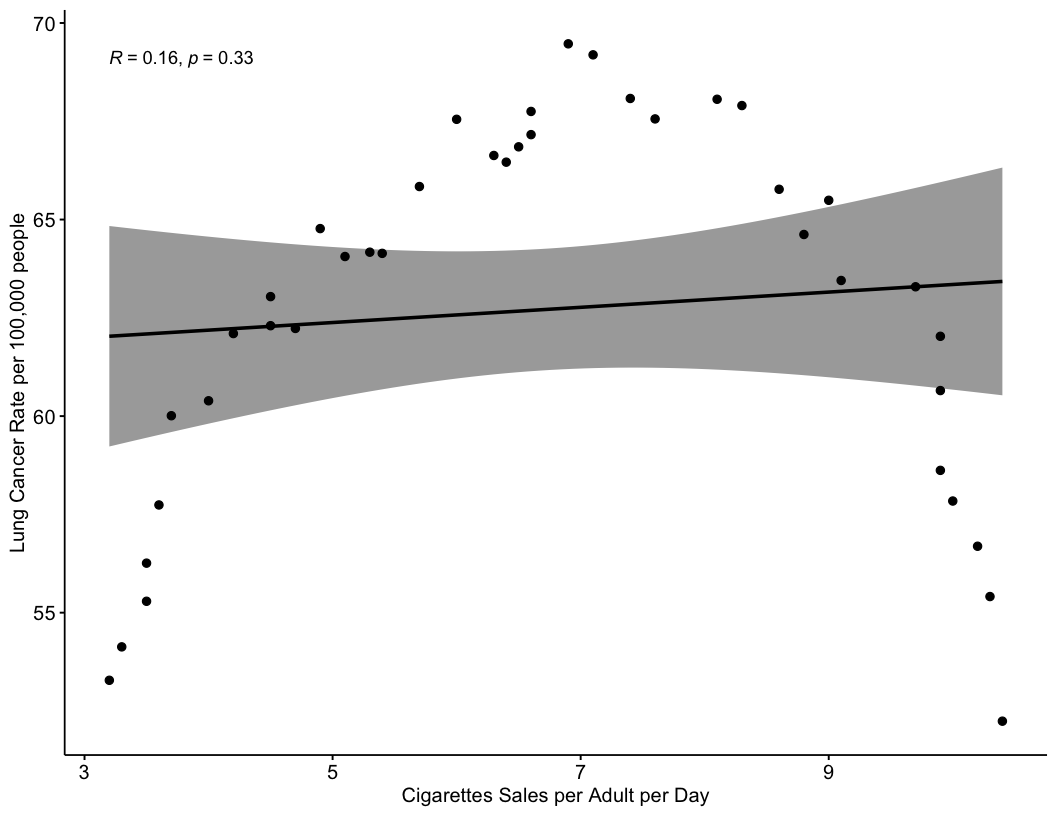 70
R = 0.16, p = 0.33
65
60
55
Lung Cancer Rate per 100,000 people
3 5 7 9
Cigarettes Sales per Adult per Day